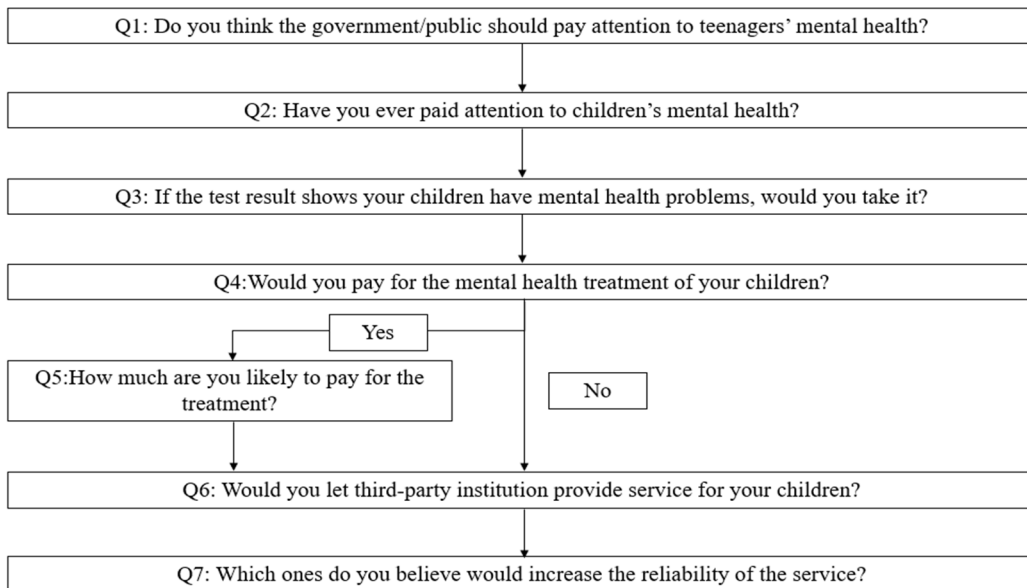 Q1: Do you think the government/public should pay attention to teenagers’ mental health?
Q2: Have you ever paid attention to children’s mental health?
Q3: If the test result shows your children have mental health problems, would you take it?
Q4:Would you pay for the mental health treatment of your children?
Yes
Q5:How much are you likely to pay for the
treatment?
No
Q6: Would you let third-party institution provide service for your children?
Q7: Which ones do you believe would increase the reliability of the service?